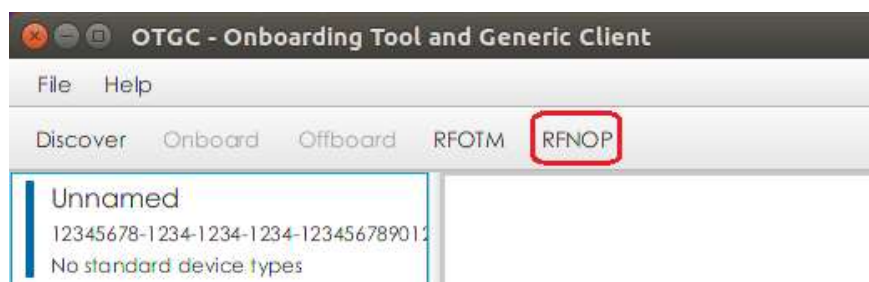 OTGC - Onboarding Tool and Generic Client
File Help
Discover Onboard Offboard RFOTM RFNOP
Unnamed
12345678-1234-1234-1234-123456789012
No standard device types